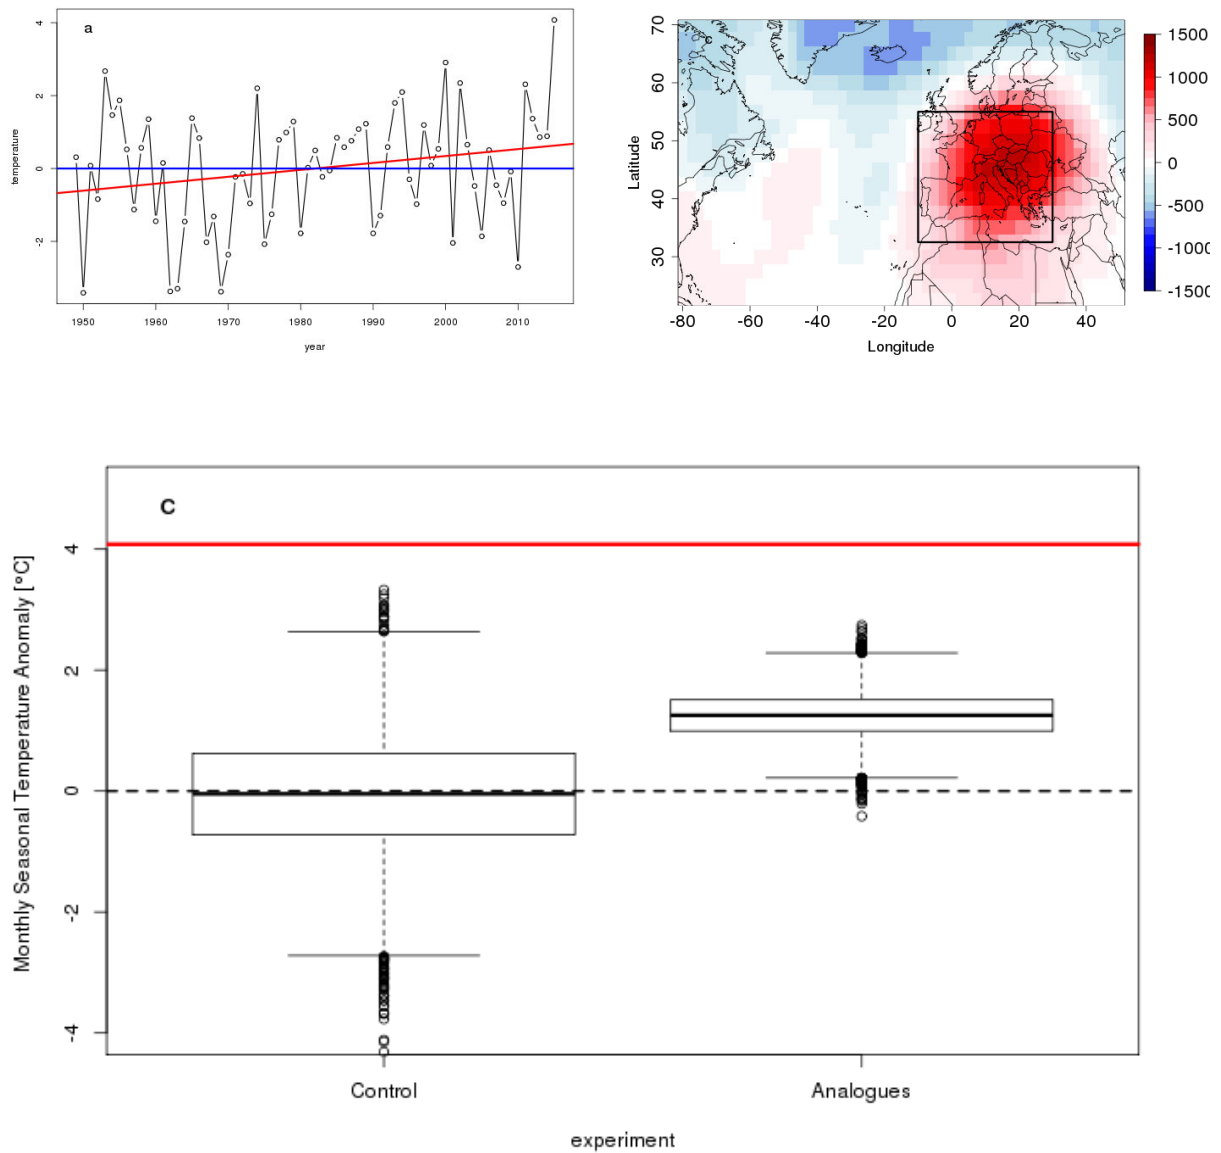 a
4
2
0
-2
temperature
1950 1960 1970 1980 1990 2000 2010
year
70
60
50
40
30
Latitude
-80 -60 -40 -20 0 20 40
Longitude
1500
1000
500
0
-500
-1000
-1500
C
4
2
0
-2
-4
Monthly Seasonal Temperature Anomaly [°C]
Control Analogues
experiment